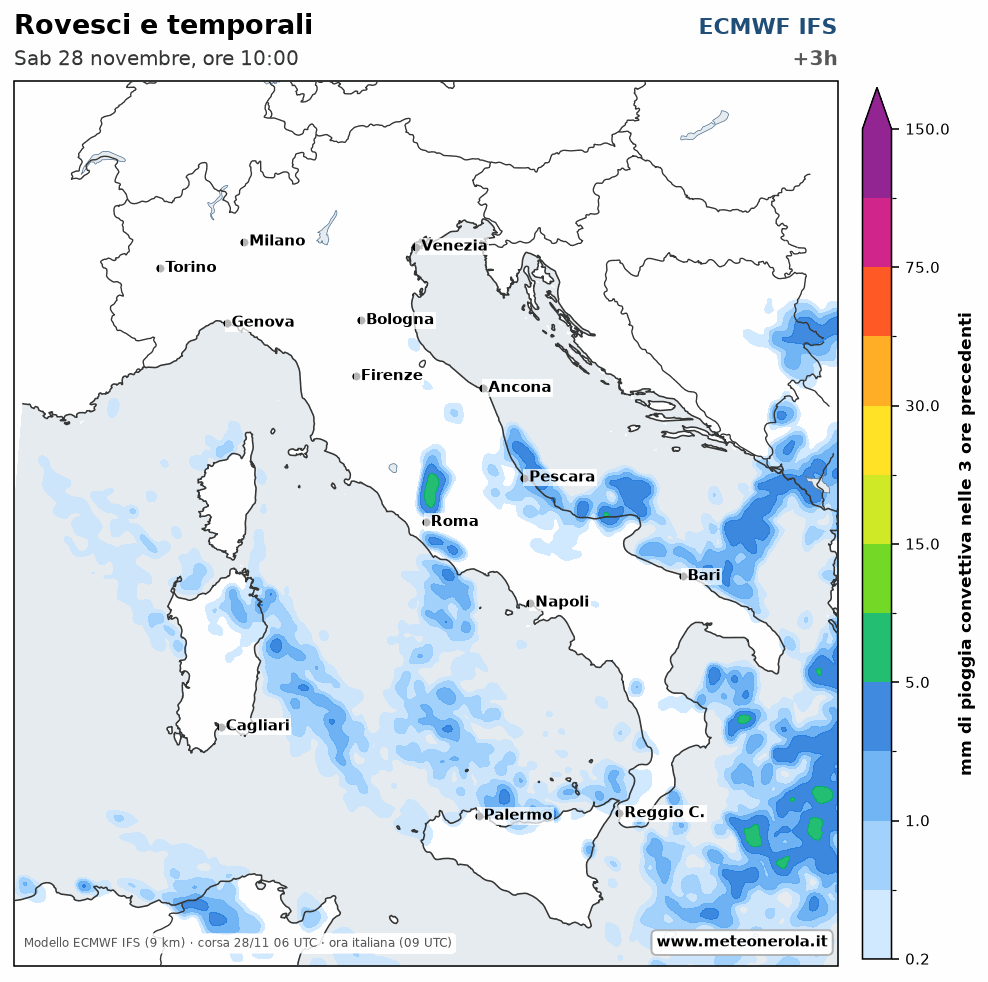 Rovesci e temporali
ECMWF IFS
Sab 28 novembre, ore 10:00
+3h
150.0
75.0
30.0
15.0
5.0
1.0
0.2
mm di pioggia convettiva nelle 3 ore precedenti
Milano
Venezia
Torino
Genova
Bologna
Firenze
Ancona
Pescara
Roma
Bari
Napoli
Cagliari
Palermo
Reggio C.
Modello ECMWF IFS (9 km) · corsa 28/11 06 UTC · ora italiana (09 UTC)
www.meteonerola.it